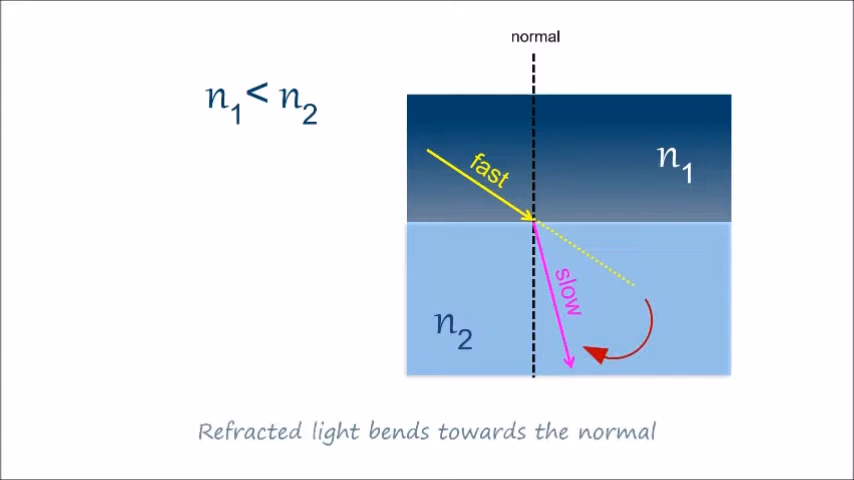 normal
n₁ < n₂
fast
n₁
slow
n₂
Refracted light bends towards the normal